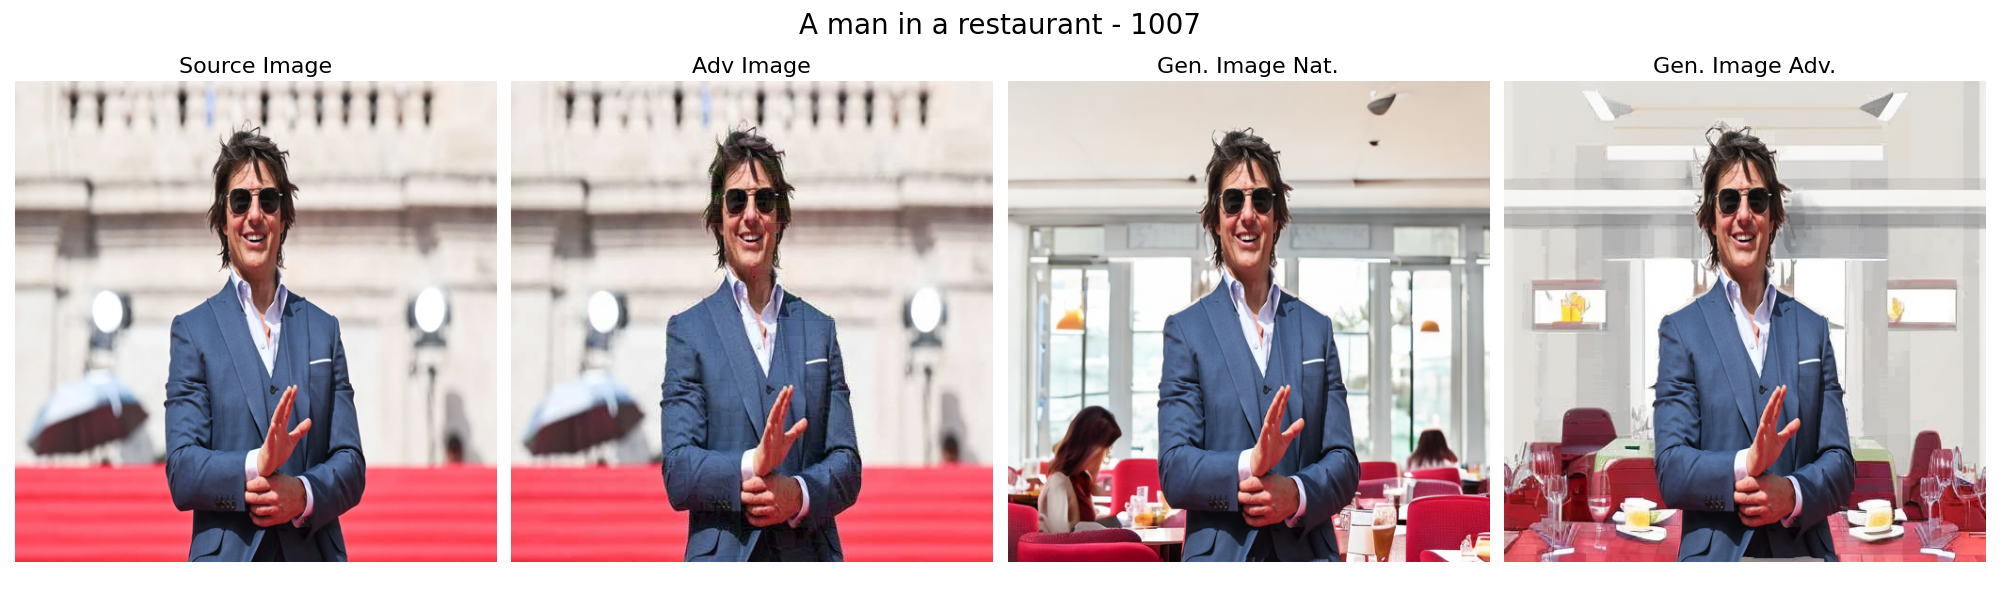 A man in a restaurant - 1007
Source Image
Adv Image
Gen. Image Nat.
Gen. Image Adv.